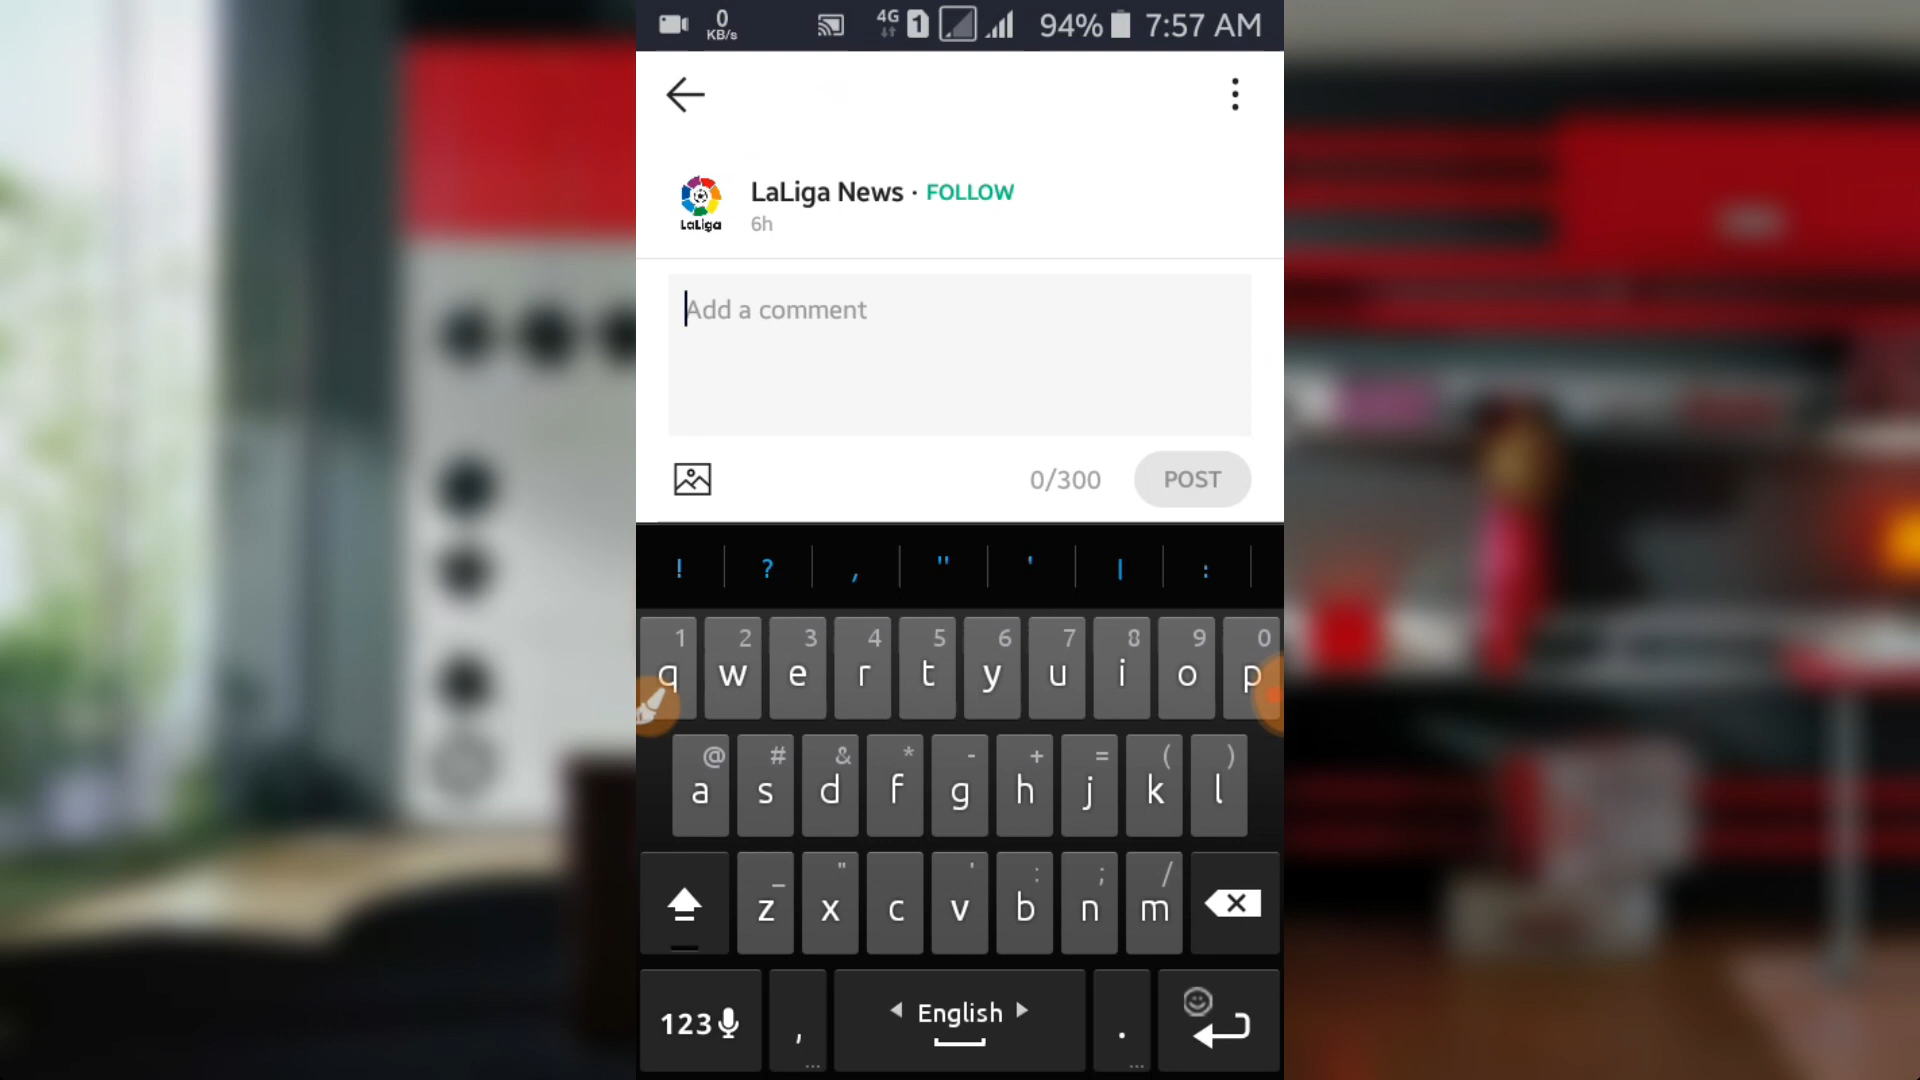 0 KB/s 4G 1 94% 7:57 AM
LaLiga
LaLiga News · FOLLOW
6h
Add a comment
0/300 POST
! ? , " ' | :
1 2 3 4 5 6 7 8 9 0
q w e r t y u i o p
@ # & * - + = ( )
a s d f g h j k l
_ " ' : ; /
z x c v b n m
123 , English .